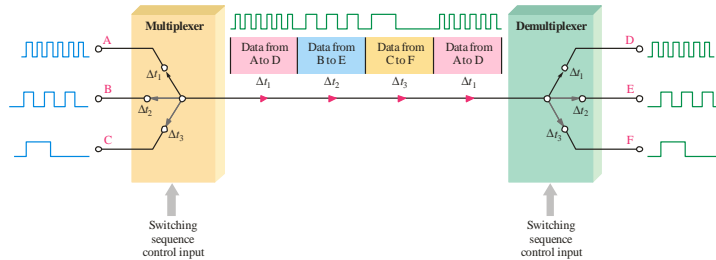 Multiplexer
Demultiplexer
A
B
C
Δt1
Δt2
Δt3
Data from
A to D
Data from
B to E
Data from
C to F
Data from
A to D
Δt1
Δt2
Δt3
Δt1
D
E
F
Δt1
Δt2
Δt3
Switching
sequence
control input
Switching
sequence
control input